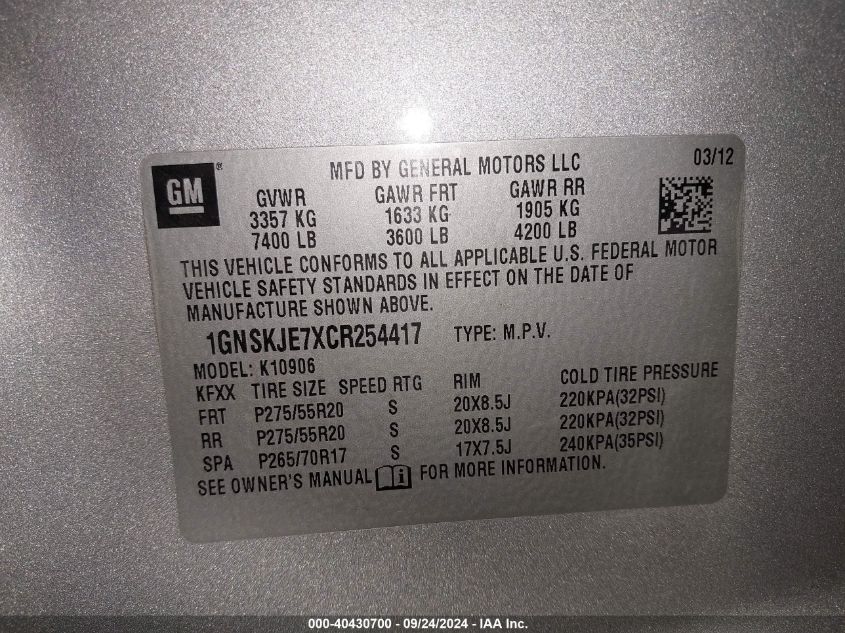 GM®
MFD BY GENERAL MOTORS LLC 03/12
GVWR GAWR FRT GAWR RR
3357 KG 1633 KG 1905 KG
7400 LB 3600 LB 4200 LB
THIS VEHICLE CONFORMS TO ALL APPLICABLE U.S. FEDERAL MOTOR
VEHICLE SAFETY STANDARDS IN EFFECT ON THE DATE OF
MANUFACTURE SHOWN ABOVE.
1GNSKJE7XCR254417 TYPE: M.P.V.
MODEL: K10906
KFXX TIRE SIZE SPEED RTG RIM COLD TIRE PRESSURE
FRT P275/55R20 S 20X8.5J 220KPA(32PSI)
RR P275/55R20 S 20X8.5J 220KPA(32PSI)
SPA P265/70R17 S 17X7.5J 240KPA(35PSI)
SEE OWNER'S MANUAL i FOR MORE INFORMATION.
000-40430700 - 09/24/2024 - IAA Inc.